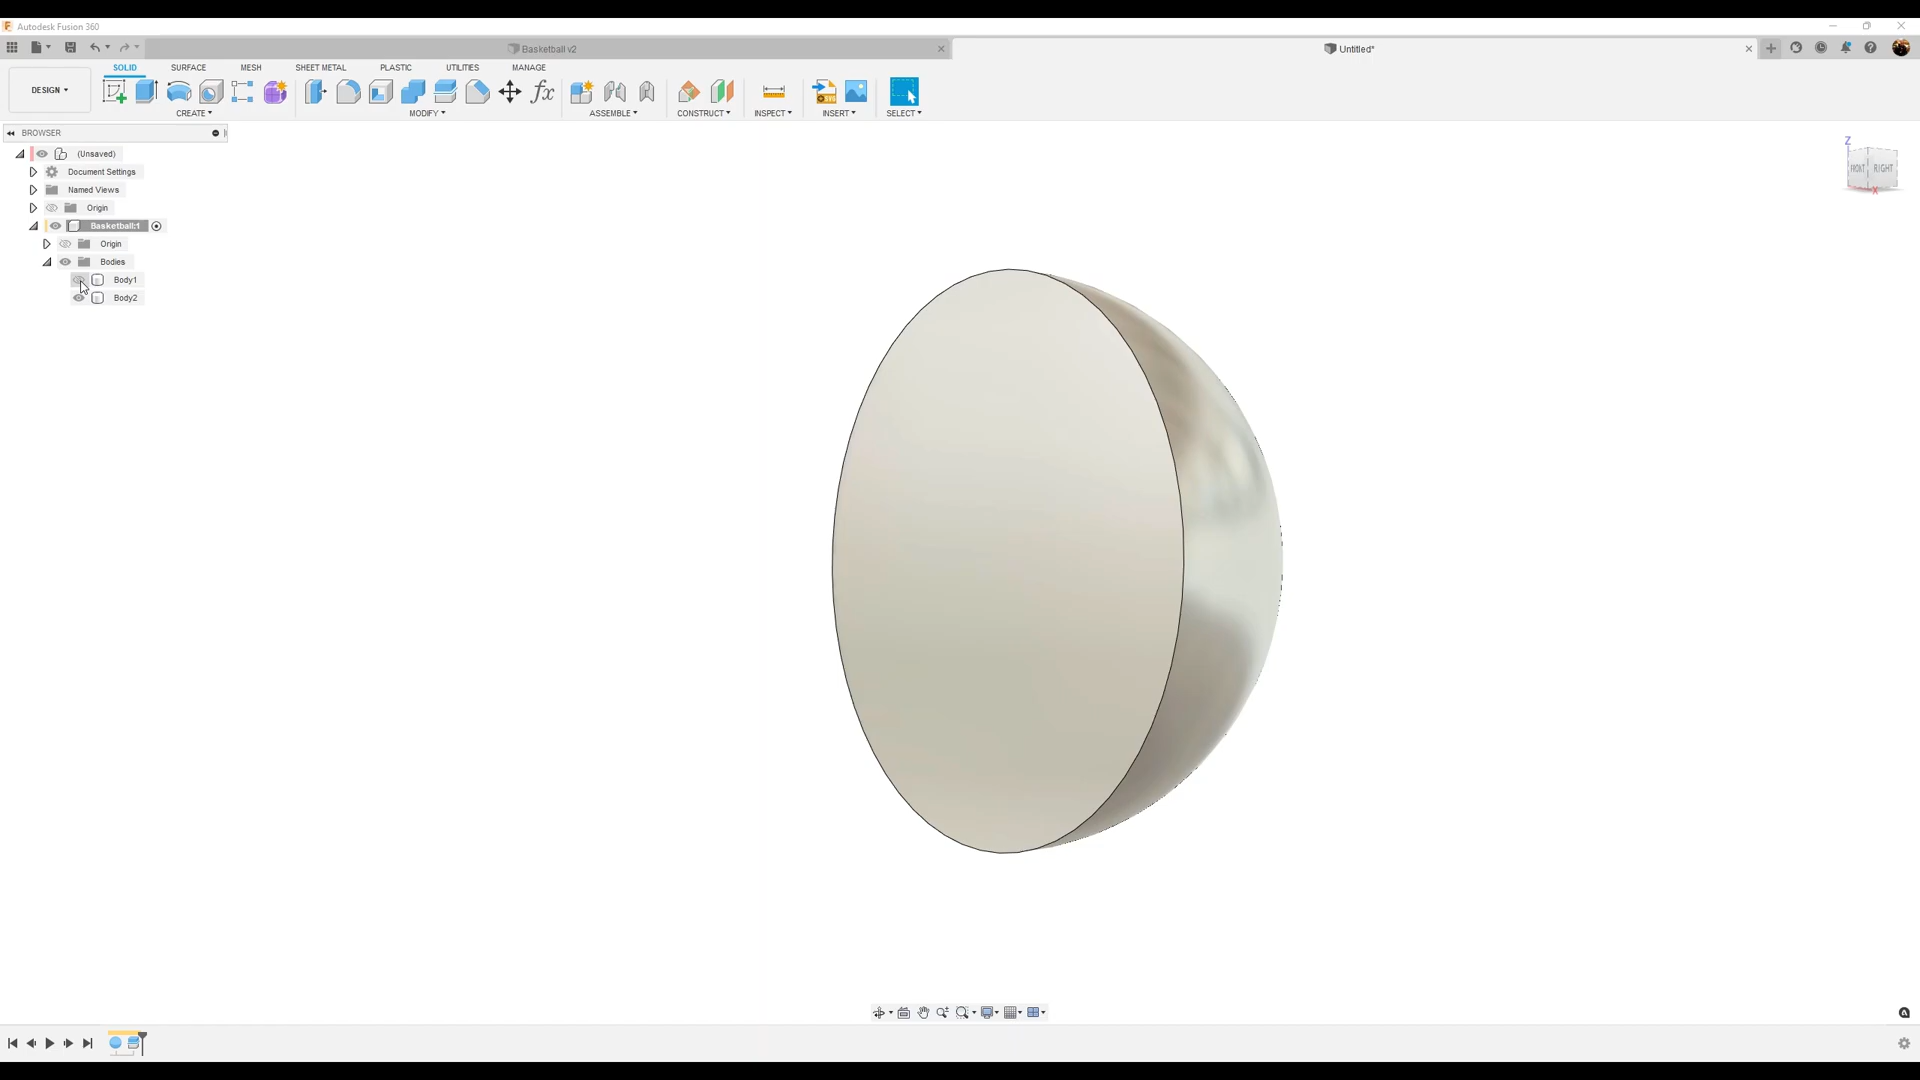 Autodesk Fusion 360
Basketball v2
Untitled*
DESIGN
SOLID SURFACE MESH SHEET METAL PLASTIC UTILITIES MANAGE
fx
CREATE MODIFY ASSEMBLE CONSTRUCT INSPECT INSERT SELECT
BROWSER
(Unsaved)
Document Settings
Named Views
Origin
Basketball:1
Origin
Bodies
Body1
Body2
Z
FRONT RIGHT
X